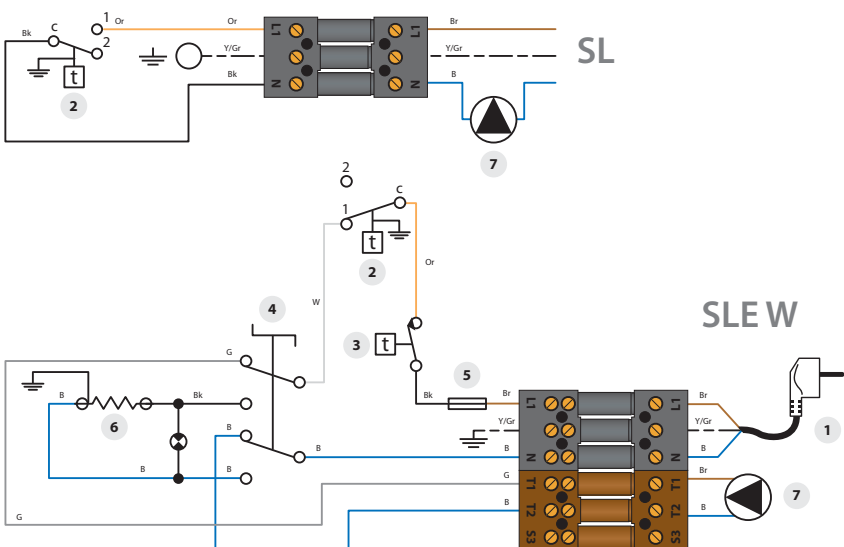 1 Or Or Br
Bk C L1 L1
2 Y/Gr Y/Gr SL
t Bk N N B
2
7
2
C
1
t
2 Or
W SLE W
4
3 t
G 5
Bk Br L1 L1 Br
B Bk Y/Gr Y/Gr 1
6 B
B N N B
B B G T1 T1 Br
B T2 T2 B 7
G S3 S3